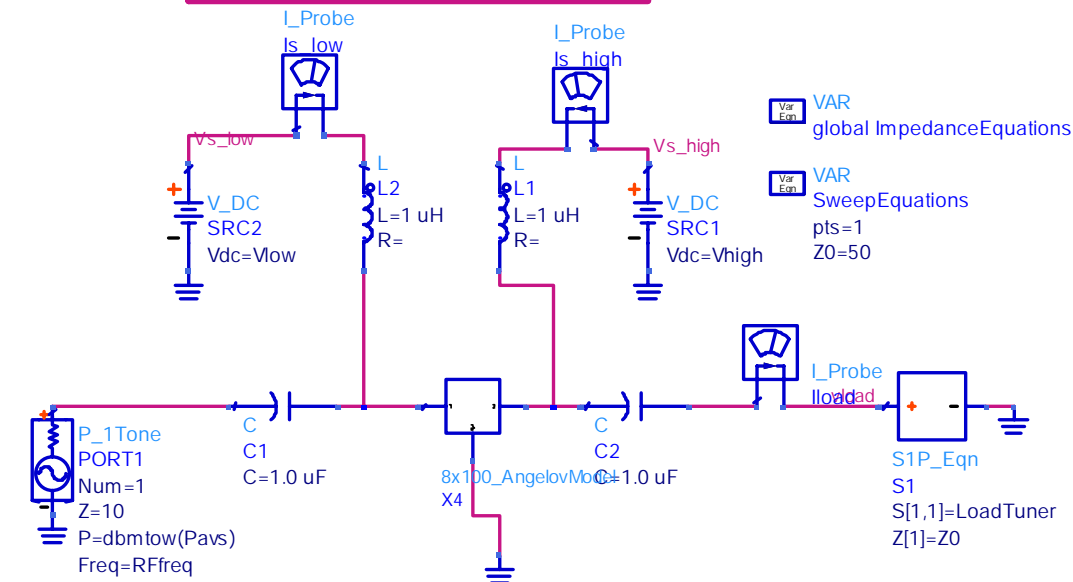 I_Probe
Is_low
I_Probe
Is_high
Var
Eqn
VAR
global ImpedanceEquations
Vs_low
Vs_high
Var
Eqn
VAR
SweepEquations
pts=1
Z0=50
V_DC
SRC2
Vdc=Vlow
L
L2
L=1 uH
R=
L
L1
L=1 uH
R=
V_DC
SRC1
Vdc=Vhigh
I_Probe
Iload
vload
P_1Tone
PORT1
Num=1
Z=10
P=dbmtow(Pavs)
Freq=RFfreq
C
C1
C=1.0 uF
1
2
3
8x100_AngelovModel
X4
C
C2
C=1.0 uF
S1P_Eqn
S1
S[1,1]=LoadTuner
Z[1]=Z0